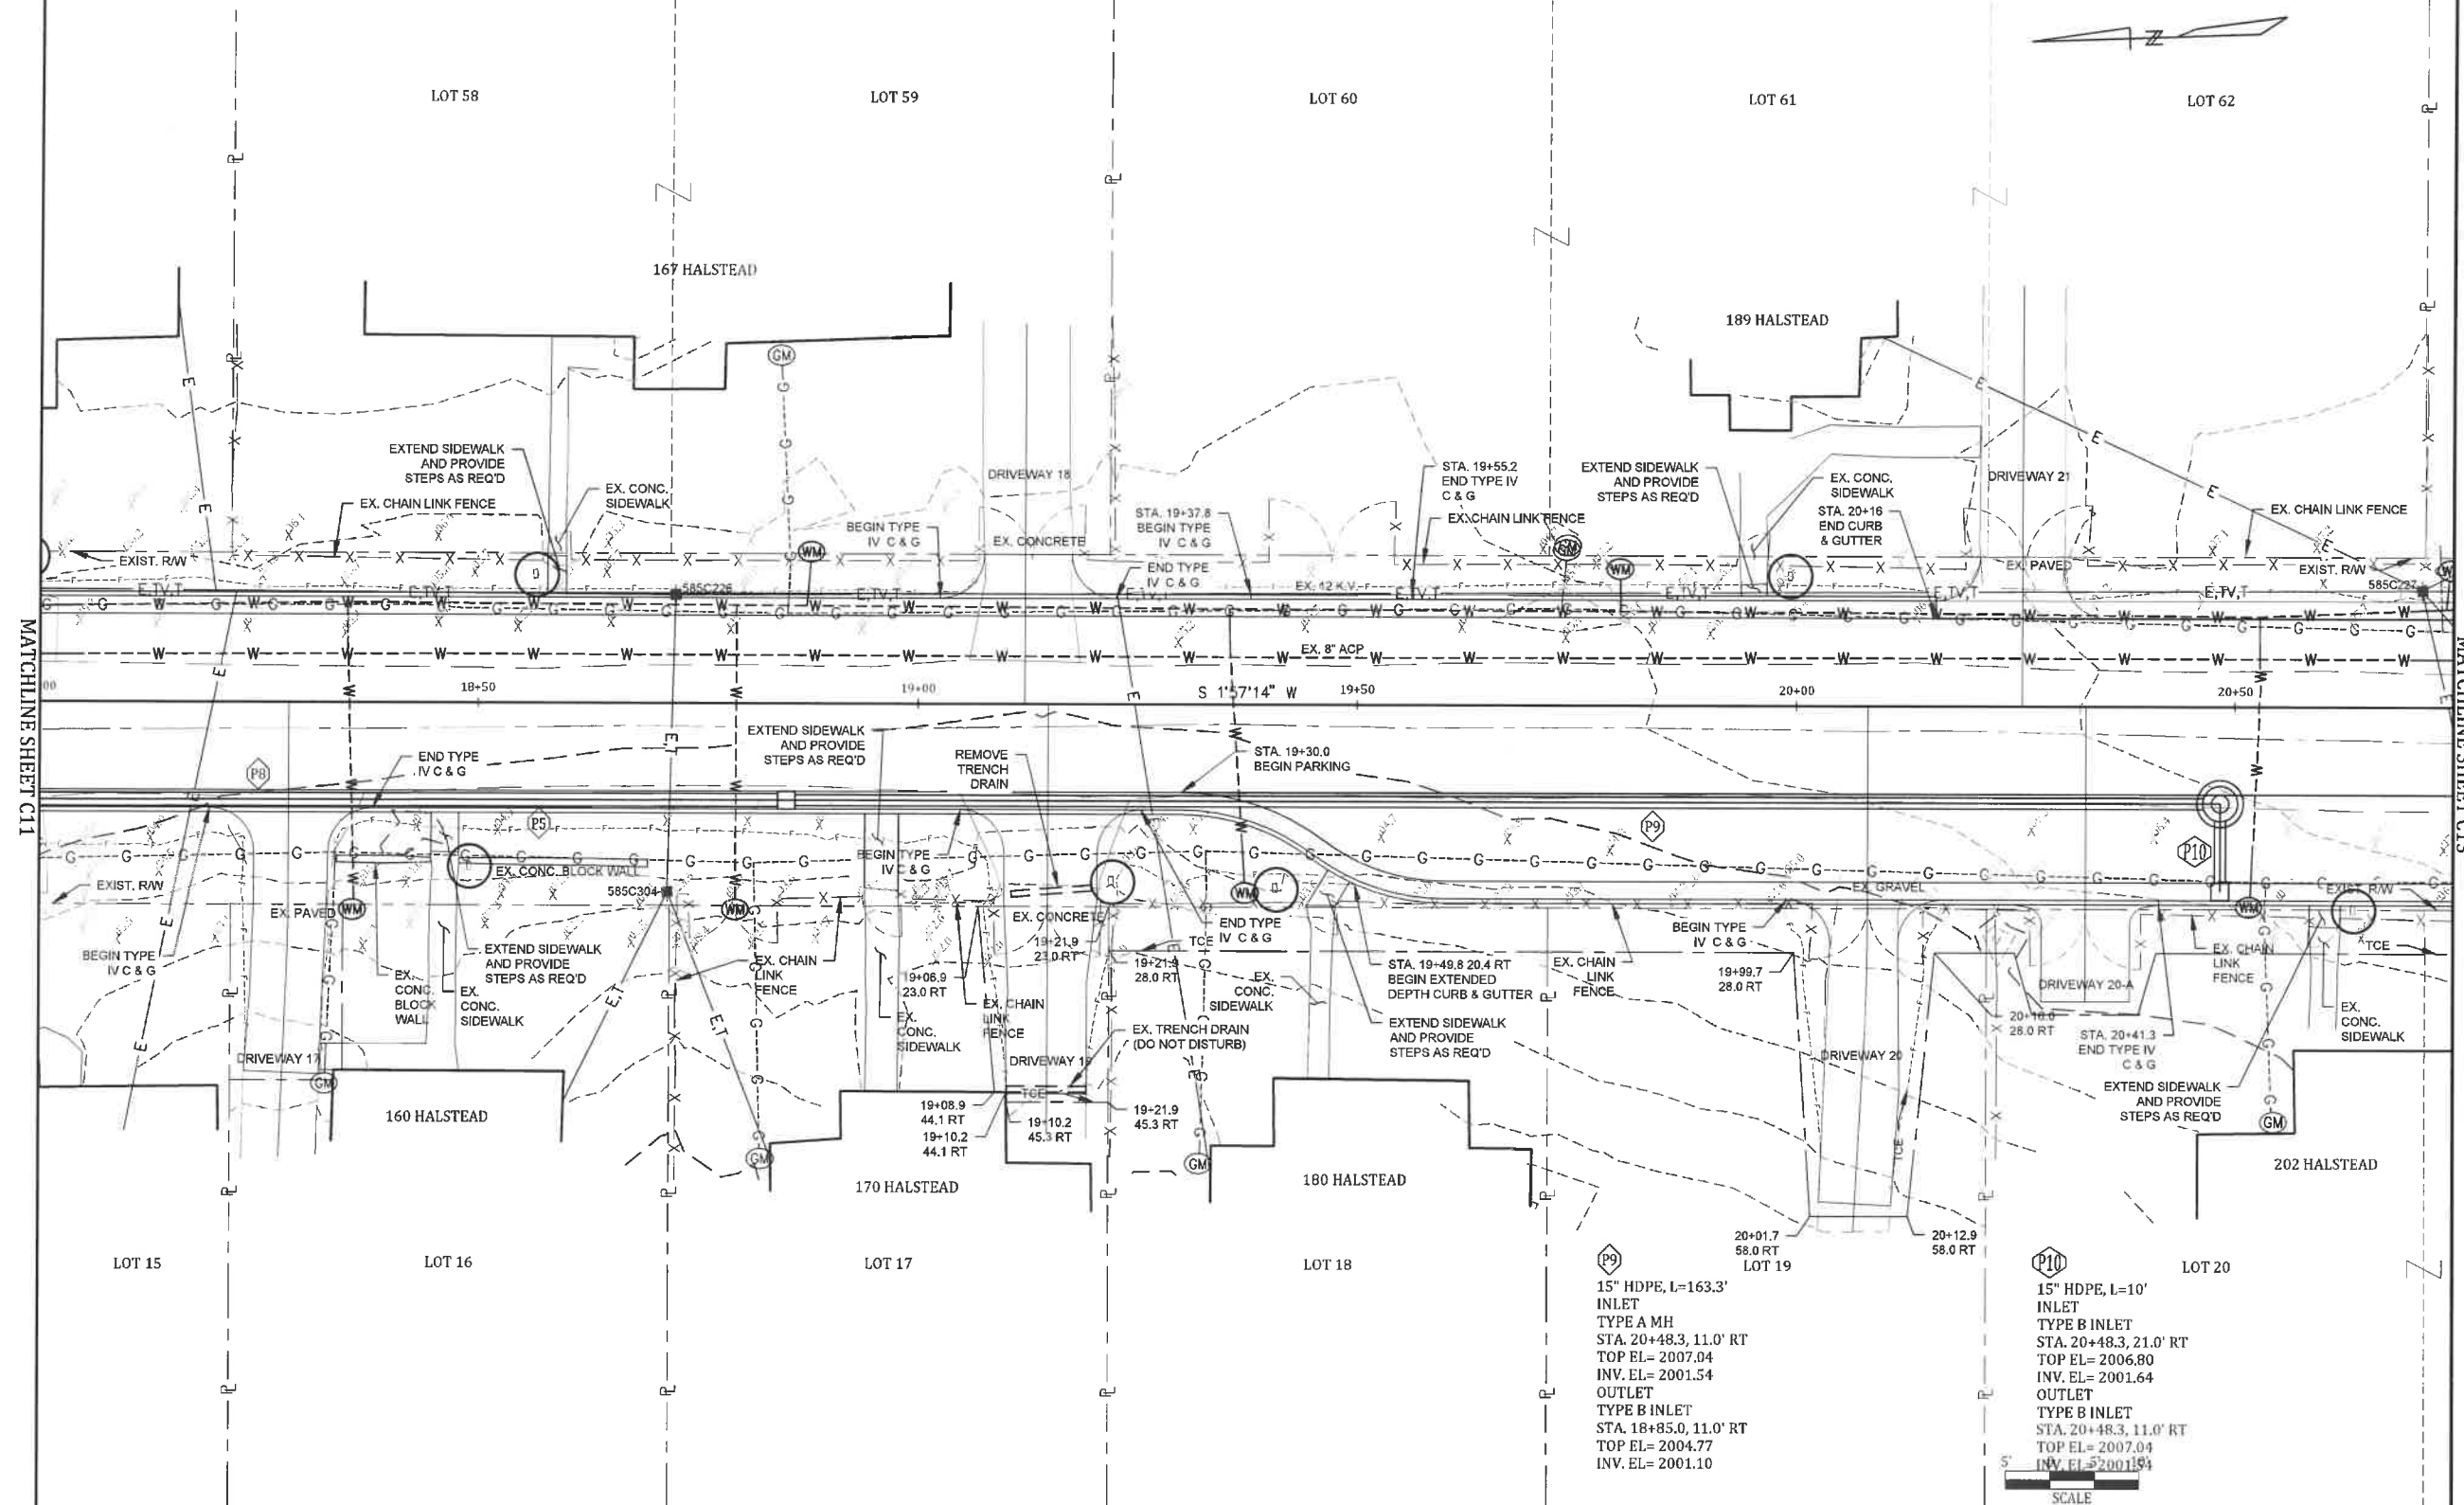 N
LOT 58
LOT 59
LOT 60
LOT 61
LOT 62
167 HALSTEAD
189 HALSTEAD
GM
EXTEND SIDEWALK
AND PROVIDE
STEPS AS REQ'D
EX. CHAIN LINK FENCE
EX. CONC.
SIDEWALK
EXIST. R/W
BEGIN TYPE
IV C & G
DRIVEWAY 18
EX. CONCRETE
STA. 19+37.8
BEGIN TYPE
IV C & G
END TYPE
IV C & G
STA. 19+55.2
END TYPE IV
C & G
EX. CHAIN LINK FENCE
EXTEND SIDEWALK
AND PROVIDE
STEPS AS REQ'D
EX. CONC.
SIDEWALK
STA. 20+16
END CURB
& GUTTER
DRIVEWAY 21
EX. PAVED
EX. CHAIN LINK FENCE
EXIST. R/W
WM
WM
GM
585C226
585C227
E,TV,T
EX. 12 K.V.
EX. 8" ACP
MATCHLINE SHEET C11
18+50
19+00
S 1°57'14" W
19+50
20+00
20+50
P8
END TYPE
IV C & G
EXTEND SIDEWALK
AND PROVIDE
STEPS AS REQ'D
REMOVE
TRENCH
DRAIN
STA. 19+30.0
BEGIN PARKING
P5
P9
P10
EXIST. R/W
EX. PAVED
WM
EX. CONC. BLOCK WALL
585C304
WM
BEGIN TYPE
IV C & G
EX. CONCRETE
WM
EX. GRAVEL
WM
EXIST. R/W
BEGIN TYPE
IV C & G
EX.
CONC.
BLOCK
WALL
EX.
CONC.
SIDEWALK
EXTEND SIDEWALK
AND PROVIDE
STEPS AS REQ'D
EX. CHAIN
LINK
FENCE
EX.
CONC.
SIDEWALK
19+06.9
23.0 RT
EX. CHAIN
LINK
FENCE
19+21.9
23.0 RT
19+21.9
28.0 RT
TCE
END TYPE
IV C & G
EX.
CONC.
SIDEWALK
STA. 19+49.8 20.4 RT
BEGIN EXTENDED
DEPTH CURB & GUTTER
EXTEND SIDEWALK
AND PROVIDE
STEPS AS REQ'D
EX. CHAIN
LINK
FENCE
BEGIN TYPE
IV C & G
19+99.7
28.0 RT
28.0 RT
DRIVEWAY 20-A
STA. 20+41.3
END TYPE IV
C & G
EX. CHAIN
LINK
FENCE
TCE
EX.
CONC.
SIDEWALK
EXTEND SIDEWALK
AND PROVIDE
STEPS AS REQ'D
DRIVEWAY 17
GM
EX. TRENCH DRAIN
(DO NOT DISTURB)
DRIVEWAY 20
TCE
TCE
160 HALSTEAD
19+08.9
44.1 RT
19+10.2
44.1 RT
19+10.2
45.3 RT
19+21.9
45.3 RT
GM
GM
GM
170 HALSTEAD
180 HALSTEAD
202 HALSTEAD
20+01.7
58.0 RT
20+12.9
58.0 RT
LOT 15
LOT 16
LOT 17
LOT 18
LOT 19
LOT 20
P9
15" HDPE, L=163.3'
INLET
TYPE A MH
STA. 20+48.3, 11.0' RT
TOP EL= 2007.04
INV. EL= 2001.54
OUTLET
TYPE B INLET
STA. 18+85.0, 11.0' RT
TOP EL= 2004.77
INV. EL= 2001.10
P10
15" HDPE, L=10'
INLET
TYPE B INLET
STA. 20+48.3, 21.0' RT
TOP EL= 2006.80
INV. EL= 2001.64
OUTLET
TYPE B INLET
STA. 20+48.3, 11.0' RT
TOP EL= 2007.04
INV. EL= 2001.54
5'
SCALE